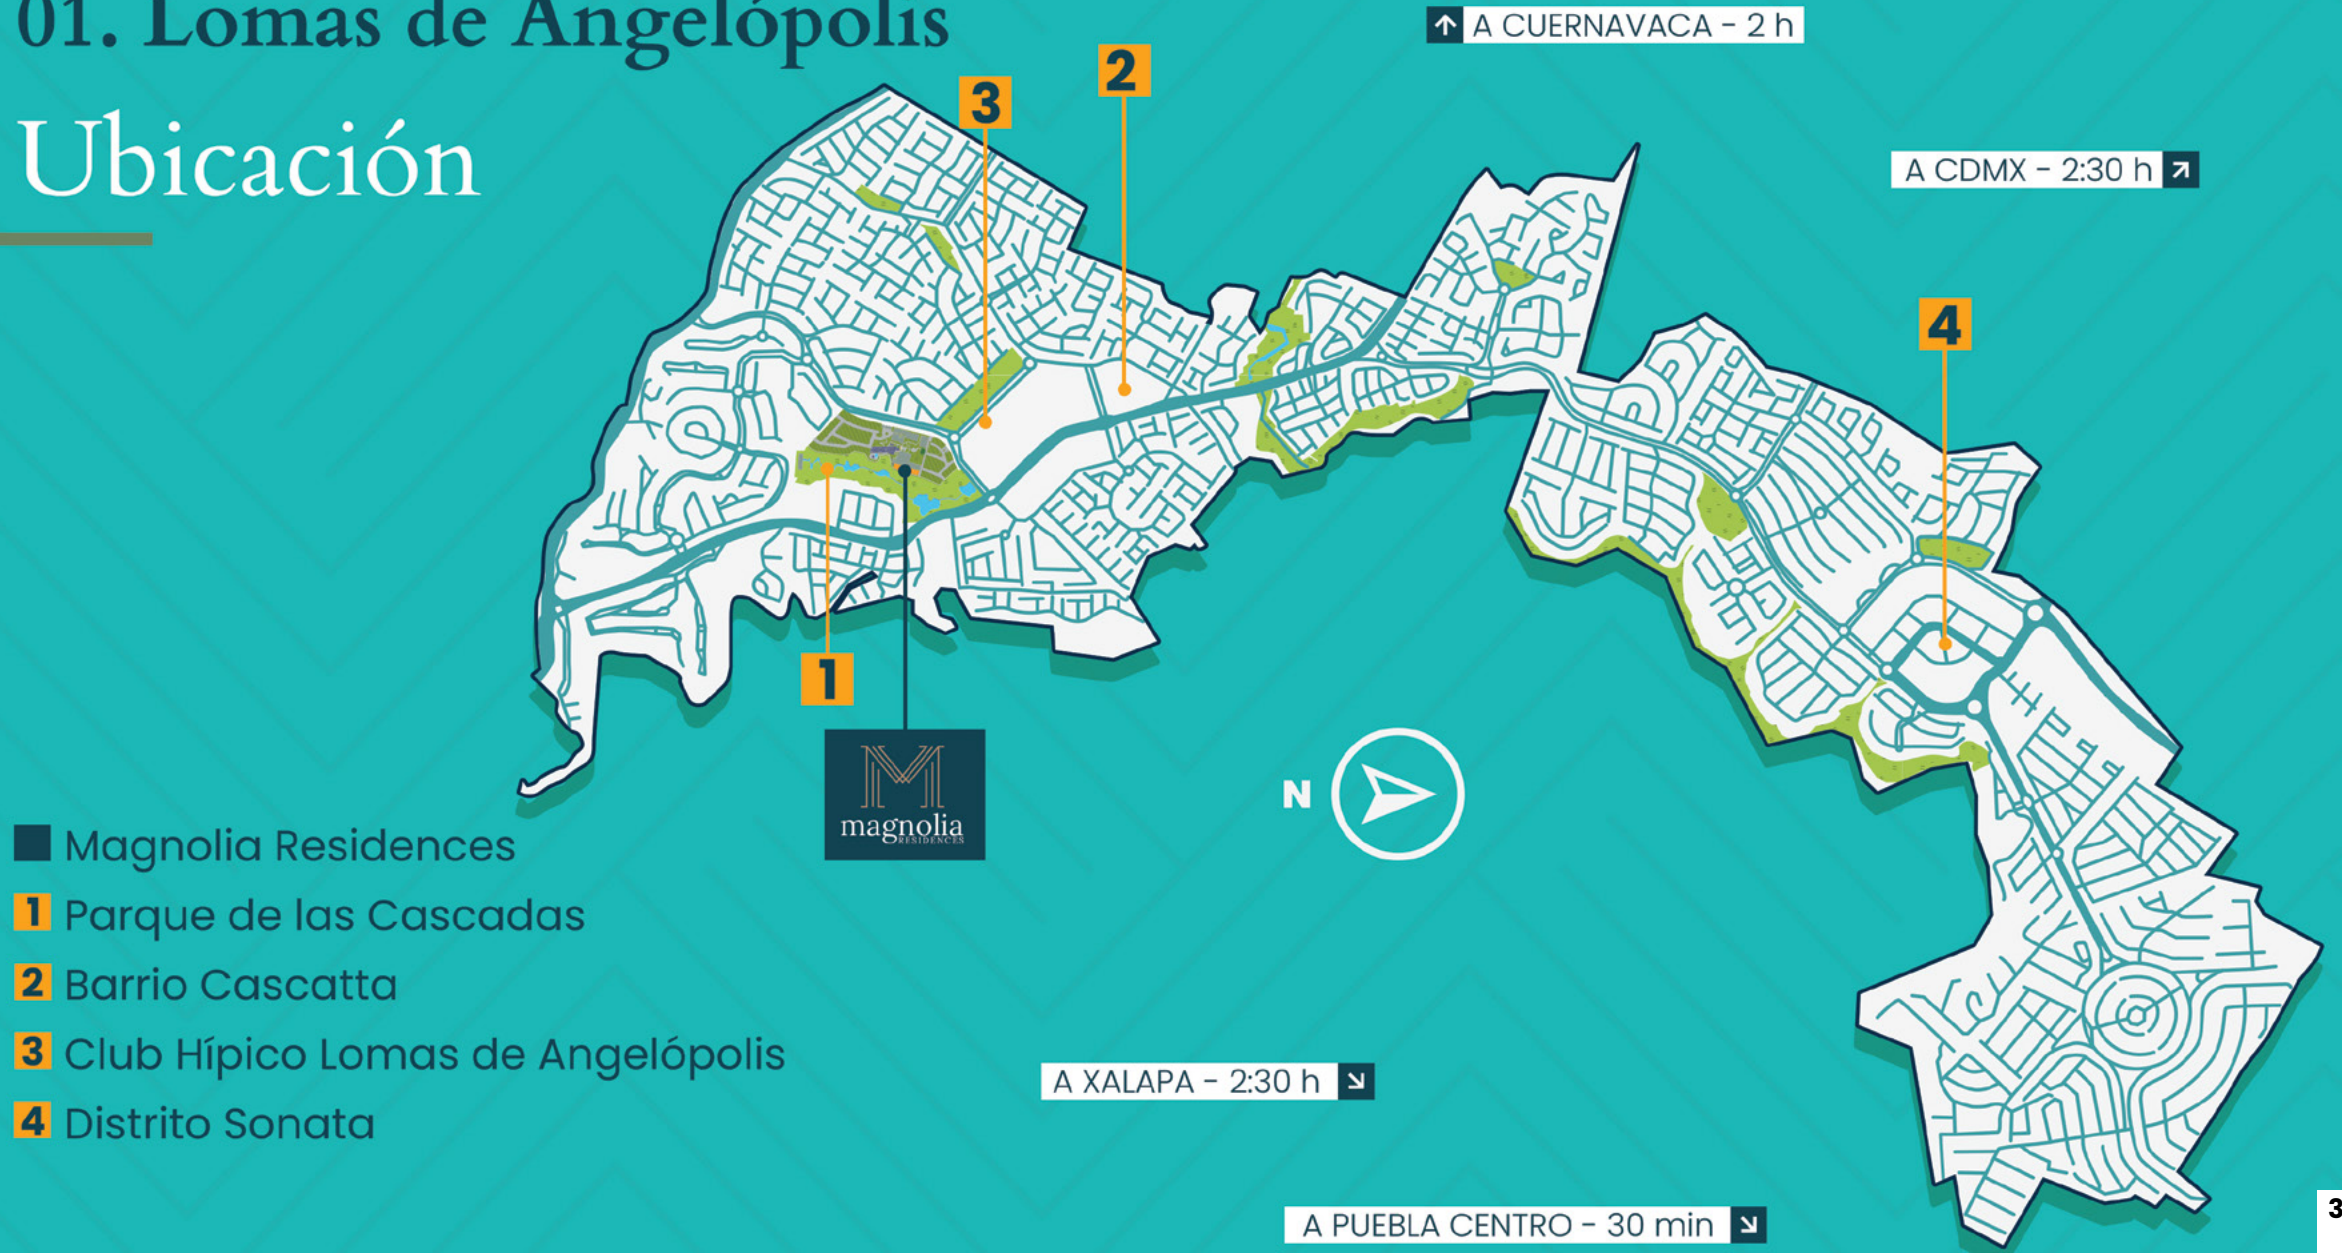 01. Lomas de Angelópolis
Ubicación
A CUERNAVACA - 2 h
A CDMX - 2:30 h
3
2
4
1
M
magnolia
RESIDENCES
N
Magnolia Residences
1 Parque de las Cascadas
2 Barrio Cascatta
3 Club Hípico Lomas de Angelópolis
4 Distrito Sonata
A XALAPA - 2:30 h
A PUEBLA CENTRO - 30 min
3